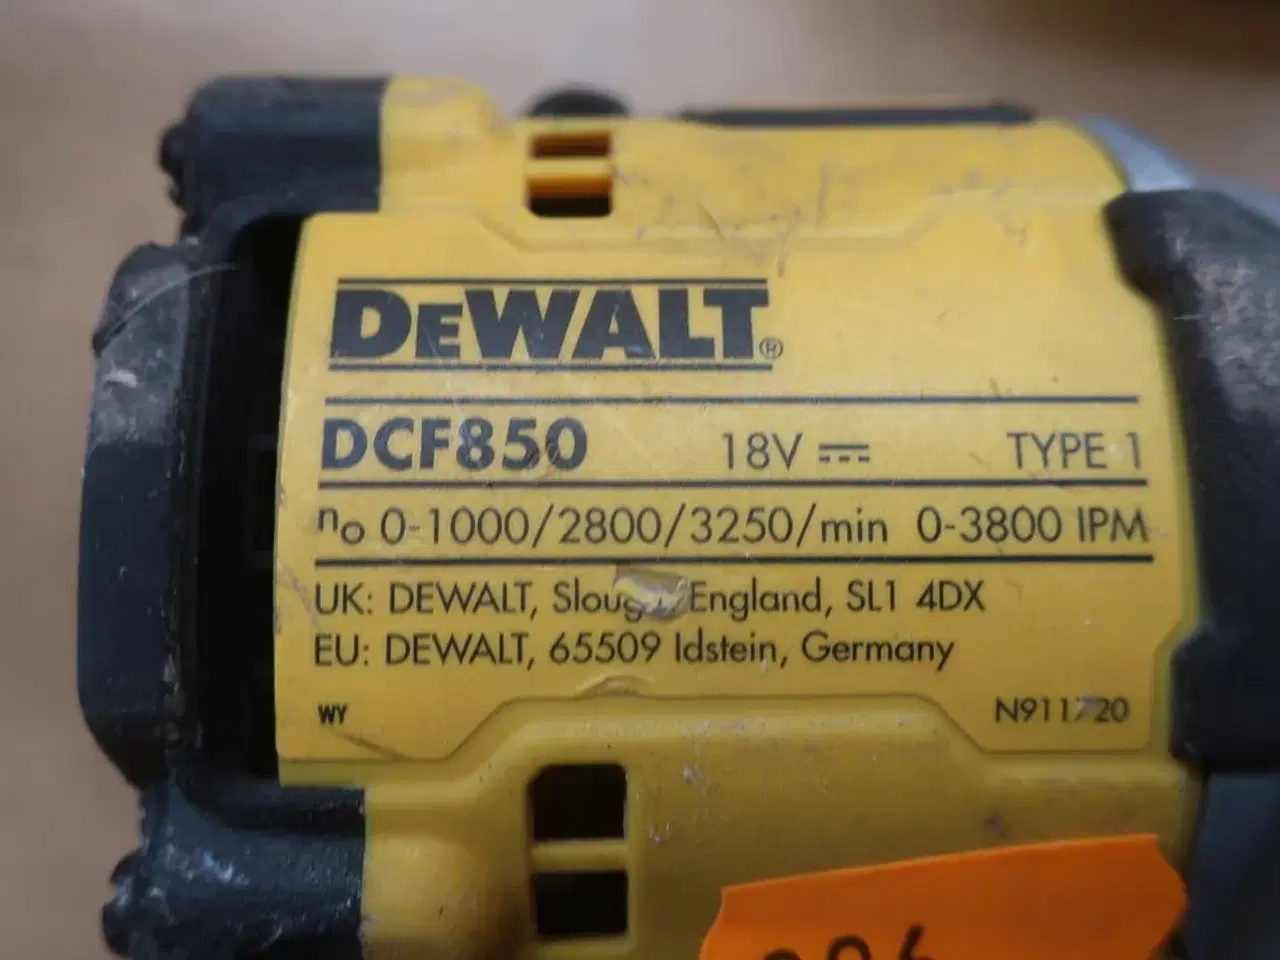 DEWALT®
DCF850 18V ⎓ TYPE 1
n₀ 0-1000/2800/3250/min 0-3800 IPM
UK: DEWALT, England, SL1 4DX
EU: DEWALT, 65509 Idstein, Germany
WY N911720